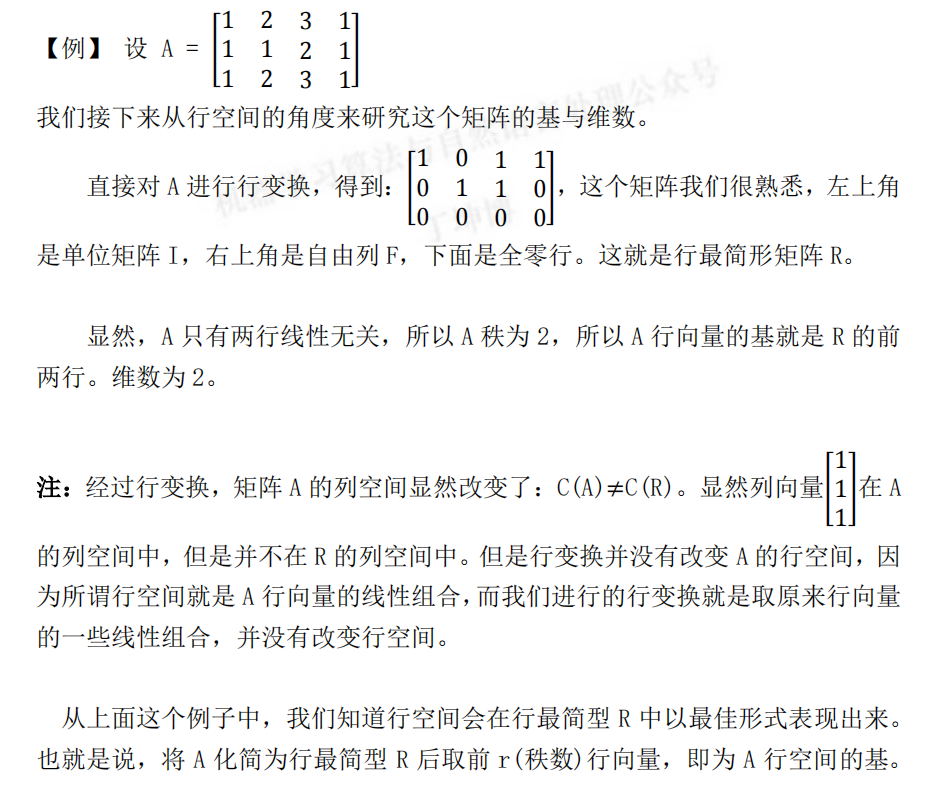 【例】 设 A = [1 2 3 1; 1 1 2 1; 1 2 3 1]
我们接下来从行空间的角度来研究这个矩阵的基与维数。
直接对 A 进行行变换，得到：[1 0 1 1; 0 1 1 0; 0 0 0 0]，这个矩阵我们很熟悉，左上角
是单位矩阵 I，右上角是自由列 F，下面是全零行。这就是行最简形矩阵 R。
显然，A 只有两行线性无关，所以 A 秩为 2，所以 A 行向量的基就是 R 的前
两行。维数为 2。
注：经过行变换，矩阵 A 的列空间显然改变了：C(A)≠C(R)。显然列向量[1; 1; 1]在 A
的列空间中，但是并不在 R 的列空间中。但是行变换并没有改变 A 的行空间，因
为所谓行空间就是 A 行向量的线性组合，而我们进行的行变换就是取原来行向量
的一些线性组合，并没有改变行空间。
从上面这个例子中，我们知道行空间会在行最简型 R 中以最佳形式表现出来。
也就是说，将 A 化简为行最简型 R 后取前 r(秩数)行向量，即为 A 行空间的基。